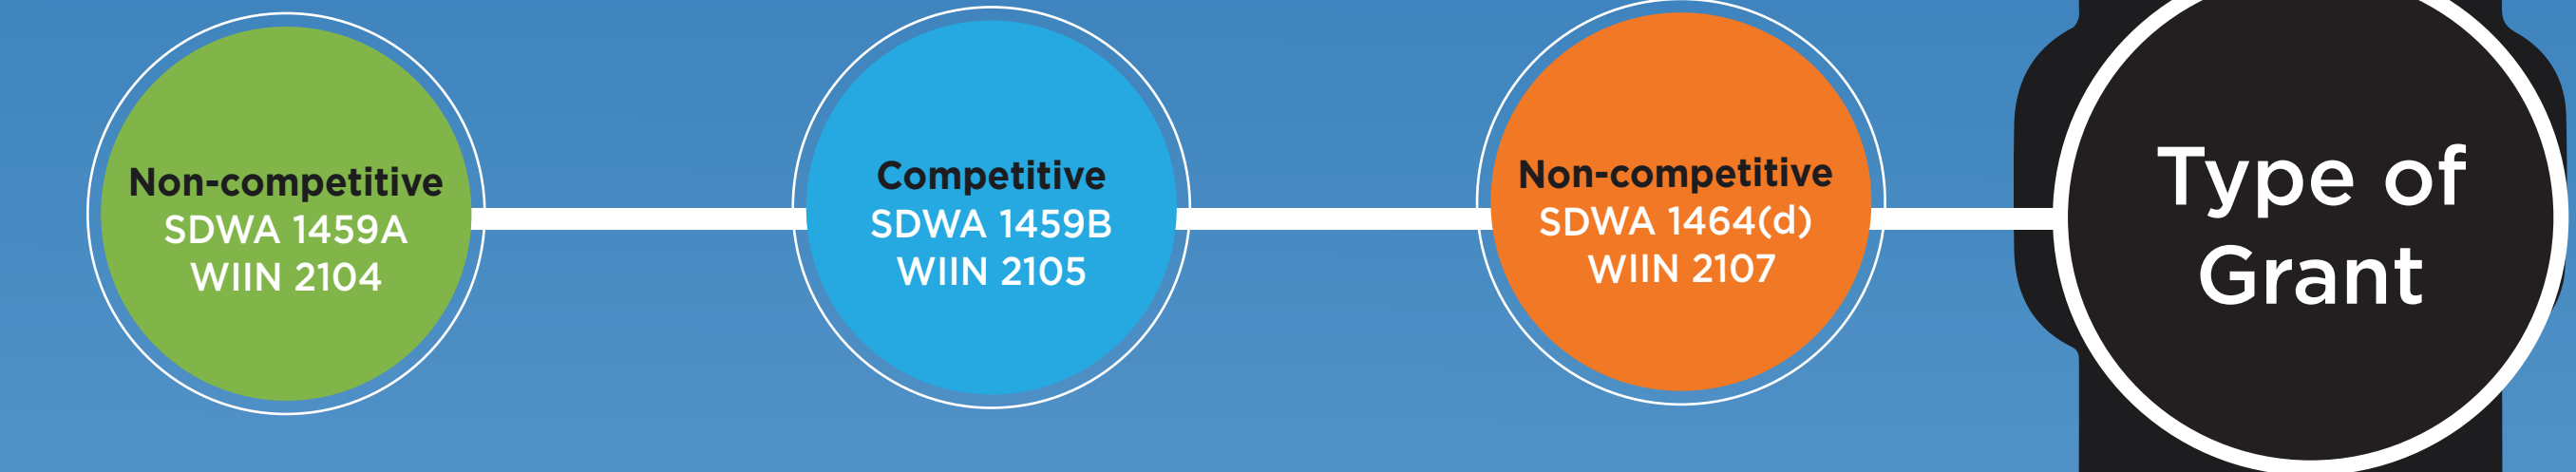 Non-competitive
SDWA 1459A
WIIN 2104
Competitive
SDWA 1459B
WIIN 2105
Non-competitive
SDWA 1464(d)
WIIN 2107
Type of
Grant